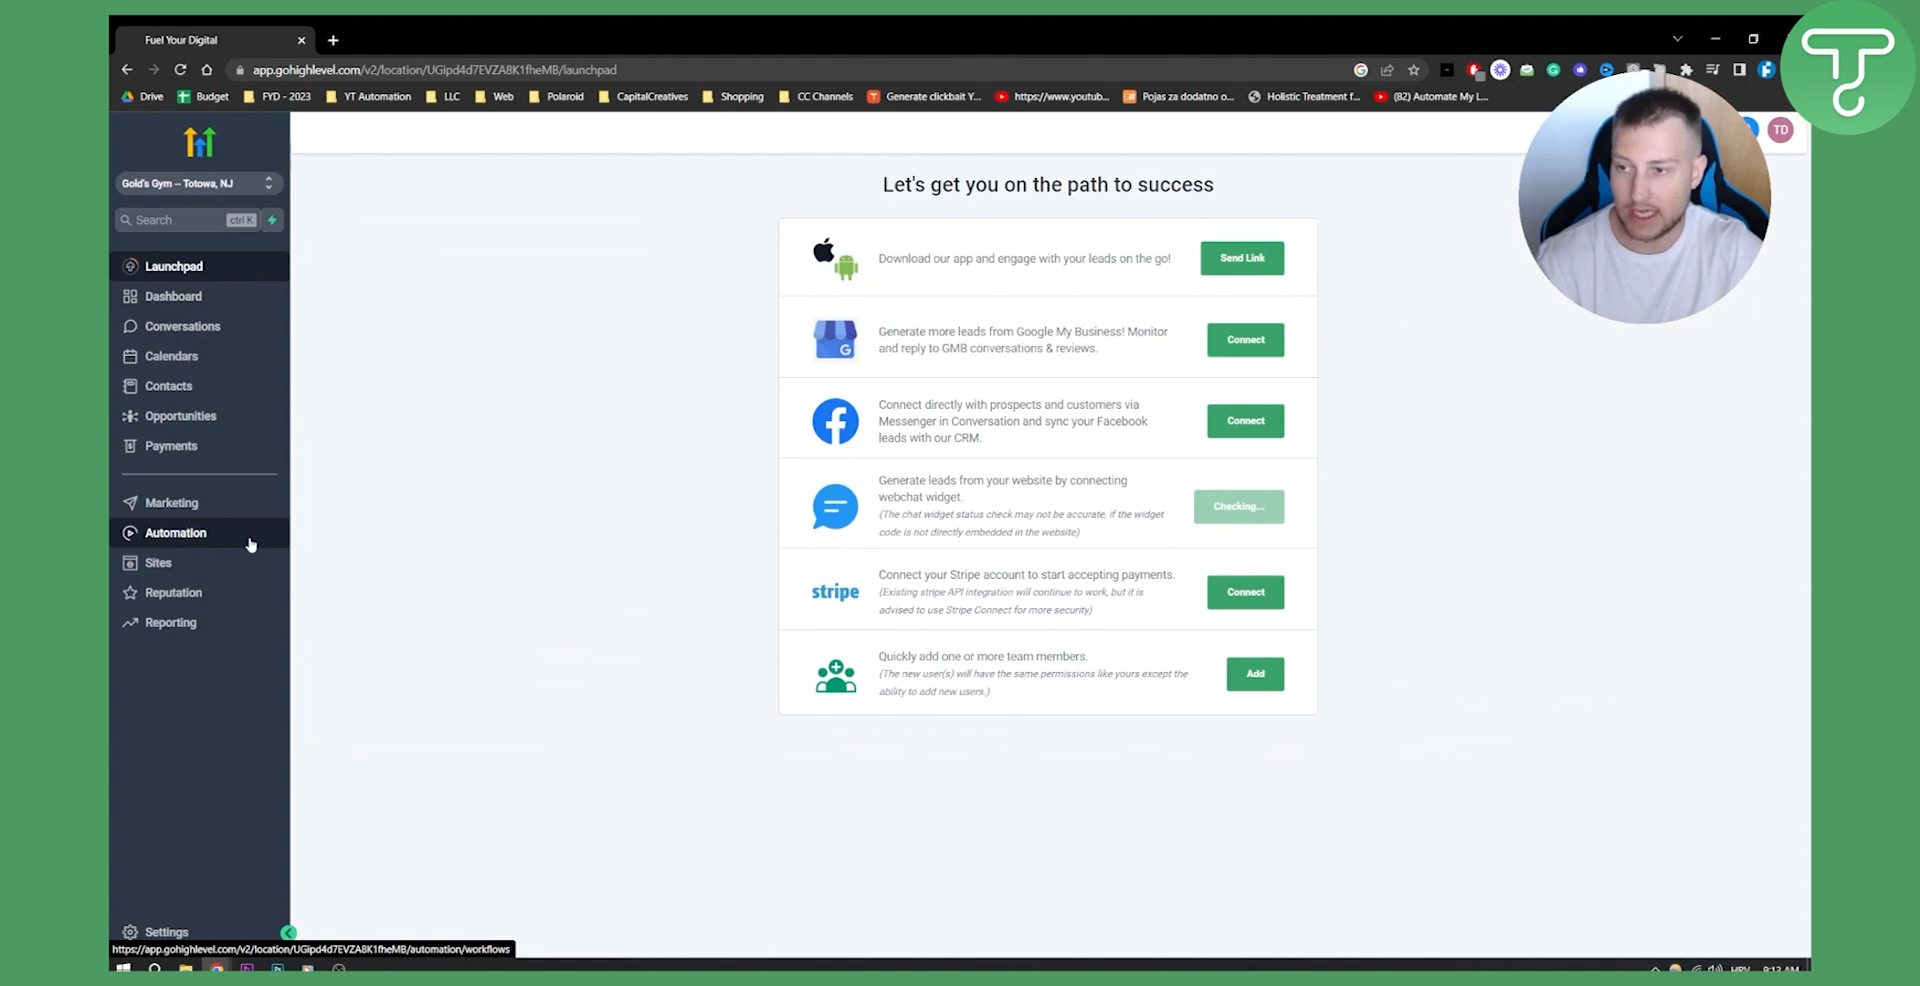 Fuel Your Digital
app.gohighlevel.com/v2/location/UGipd4d7EVZA8K1fheMB/launchpad
Drive
Budget
FYD - 2023
YT Automation
LLC
Web
Polaroid
CapitalCreatives
Shopping
CC Channels
Generate clickbait Y...
https://www.youtub...
Pojas za dodatno o...
Holistic Treatment f...
(82) Automate My L...
TD
Gold's Gym -- Totowa, NJ
Search
ctrl K
Launchpad
Dashboard
Conversations
Calendars
Contacts
Opportunities
Payments
Marketing
Automation
Sites
Reputation
Reporting
Settings
Let's get you on the path to success
Download our app and engage with your leads on the go!
Send Link
Generate more leads from Google My Business! Monitor
and reply to GMB conversations & reviews.
Connect
Connect directly with prospects and customers via
Messenger in Conversation and sync your Facebook
leads with our CRM.
Connect
Generate leads from your website by connecting
webchat widget.
(The chat widget status check may not be accurate, if the widget
code is not directly embedded in the website)
Checking...
stripe
Connect your Stripe account to start accepting payments.
(Existing stripe API integration will continue to work, but it is
advised to use Stripe Connect for more security)
Connect
Quickly add one or more team members.
(The new user(s) will have the same permissions like yours except the
ability to add new users.)
Add
https://app.gohighlevel.com/v2/location/UGipd4d7EVZA8K1fheMB/automation/workflows
HRV
9:13 AM